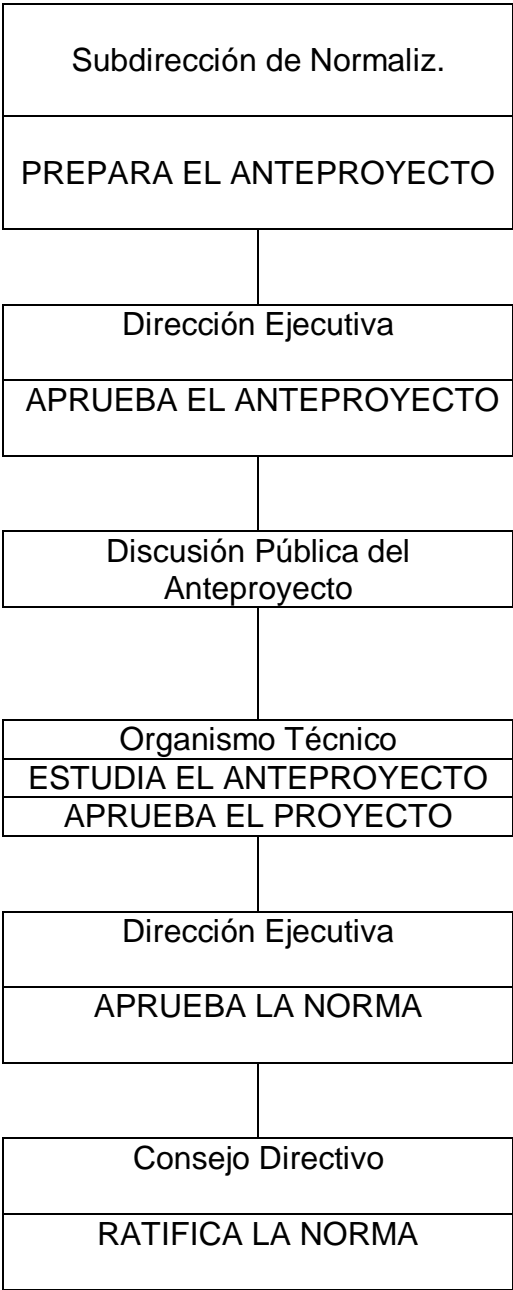 Subdirección de Normaliz.
PREPARA EL ANTEPROYECTO
Dirección Ejecutiva
APRUEBA EL ANTEPROYECTO
Discusión Pública del
Anteproyecto
Organismo Técnico
ESTUDIA EL ANTEPROYECTO
APRUEBA EL PROYECTO
Dirección Ejecutiva
APRUEBA LA NORMA
Consejo Directivo
RATIFICA LA NORMA